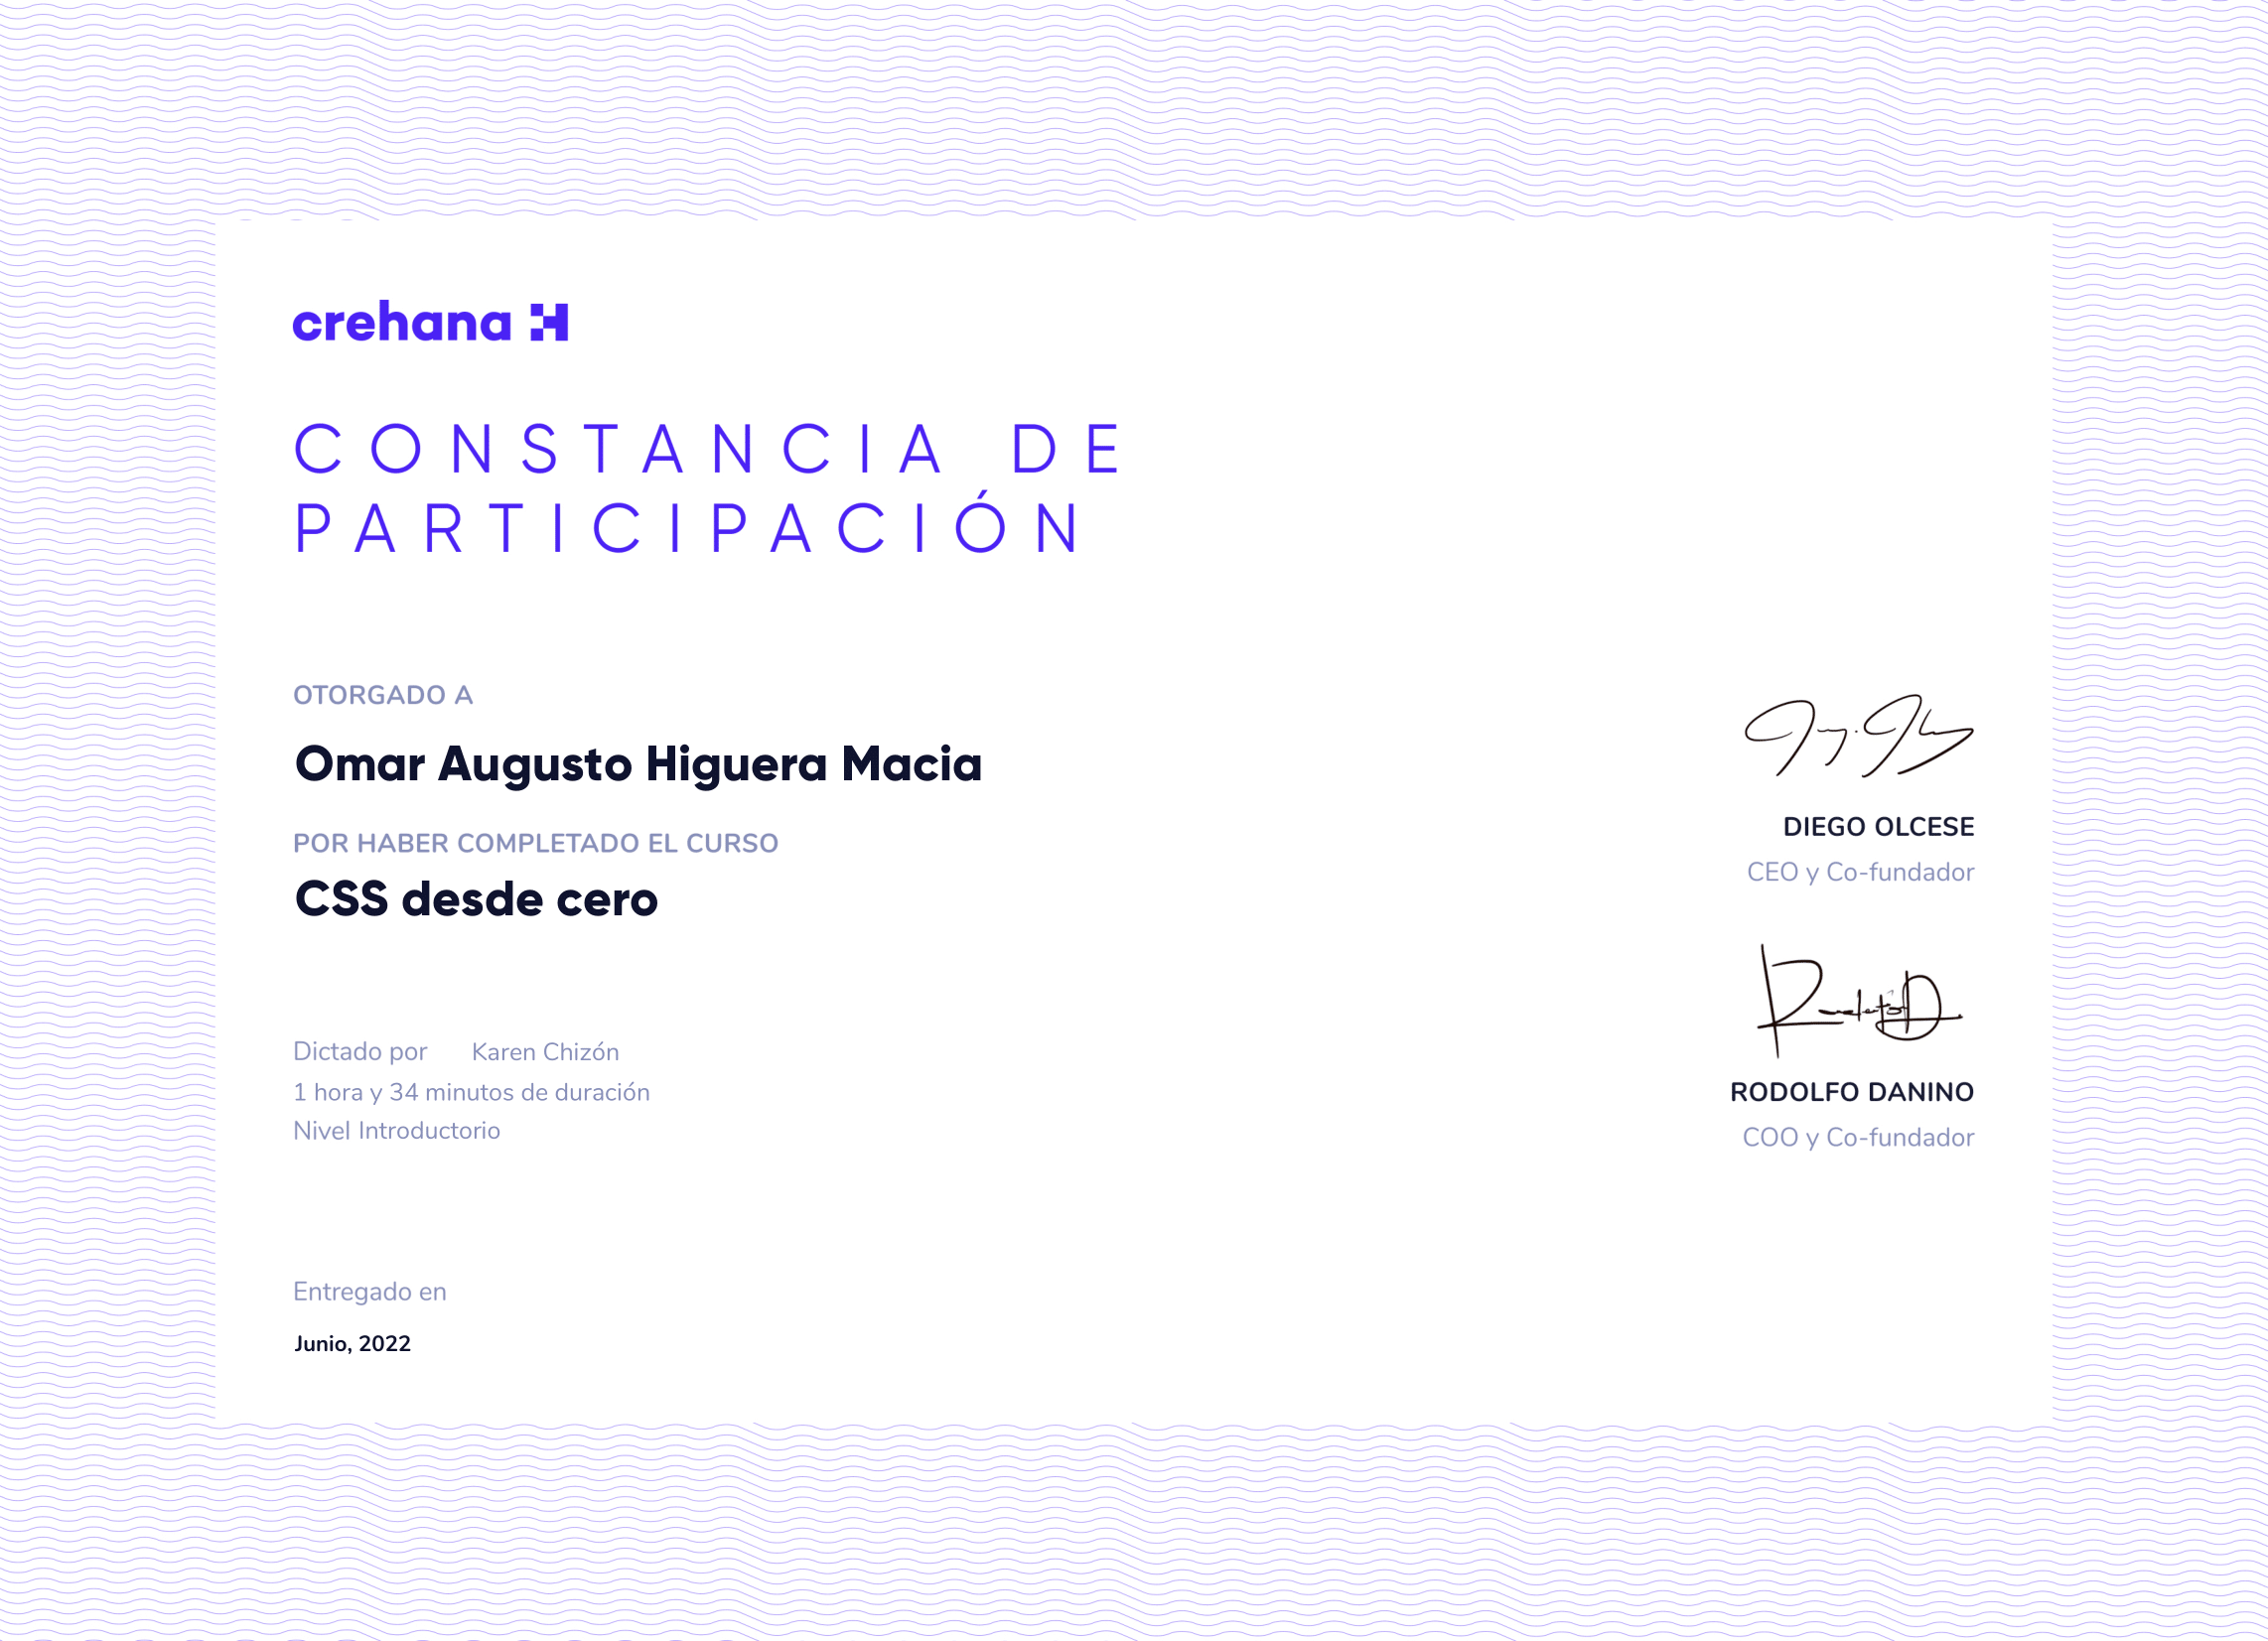 crehana
CONSTANCIA DE
PARTICIPACIÓN
OTORGADO A
Omar Augusto Higuera Macia
POR HABER COMPLETADO EL CURSO
CSS desde cero
Dictado por Karen Chizón
1 hora y 34 minutos de duración
Nivel Introductorio
Entregado en
Junio, 2022
DIEGO OLCESE
CEO y Co-fundador
RODOLFO DANINO
COO y Co-fundador